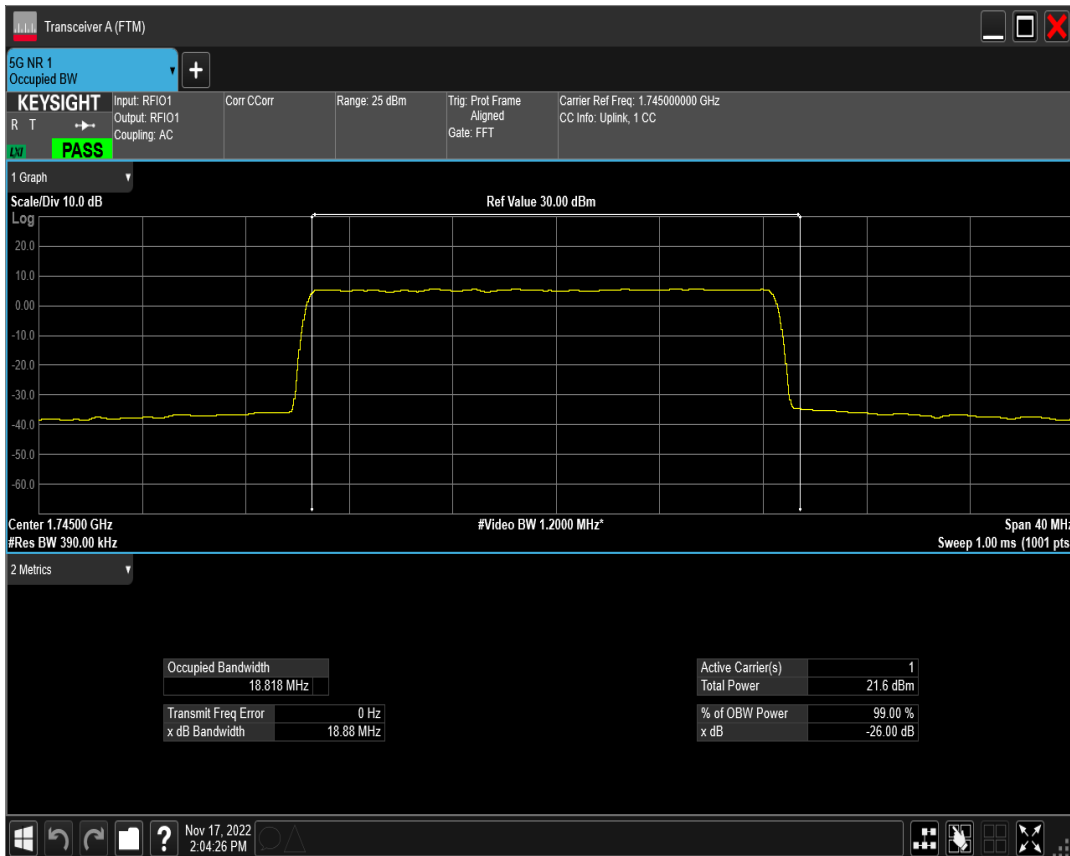 Transceiver A (FTM)
5G NR 1
Occupied BW
+
KEYSIGHT
R T
LXI
PASS
Input: RFIO1
Output: RFIO1
Coupling: AC
Corr CCorr
Range: 25 dBm
Trig: Prot Frame
Aligned
Gate: FFT
Carrier Ref Freq: 1.745000000 GHz
CC Info: Uplink, 1 CC
1 Graph
Scale/Div 10.0 dB
Ref Value 30.00 dBm
Log
20.0
10.0
0.00
-10.0
-20.0
-30.0
-40.0
-50.0
-60.0
Center 1.74500 GHz
#Video BW 1.2000 MHz*
Span 40 MHz
#Res BW 390.00 kHz
Sweep 1.00 ms (1001 pts
2 Metrics
Occupied Bandwidth
18.818 MHz
Transmit Freq Error 0 Hz
x dB Bandwidth 18.88 MHz
Active Carrier(s) 1
Total Power 21.6 dBm
% of OBW Power 99.00 %
x dB -26.00 dB
?
Nov 17, 2022
2:04:26 PM